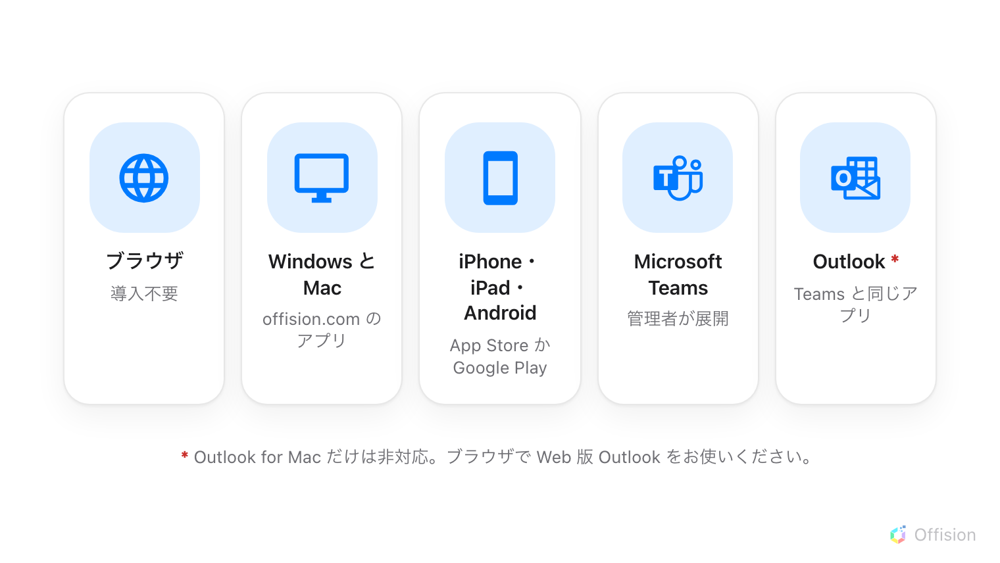 ブラウザ
導入不要
Windows と
Mac
offision.com の
アプリ
iPhone・
iPad・
Android
App Store か
Google Play
T
Microsoft
Teams
管理者が展開
O
Outlook *
Teams と同じア
プリ
* Outlook for Mac だけは非対応。ブラウザで Web 版 Outlook をお使いください。
Offision